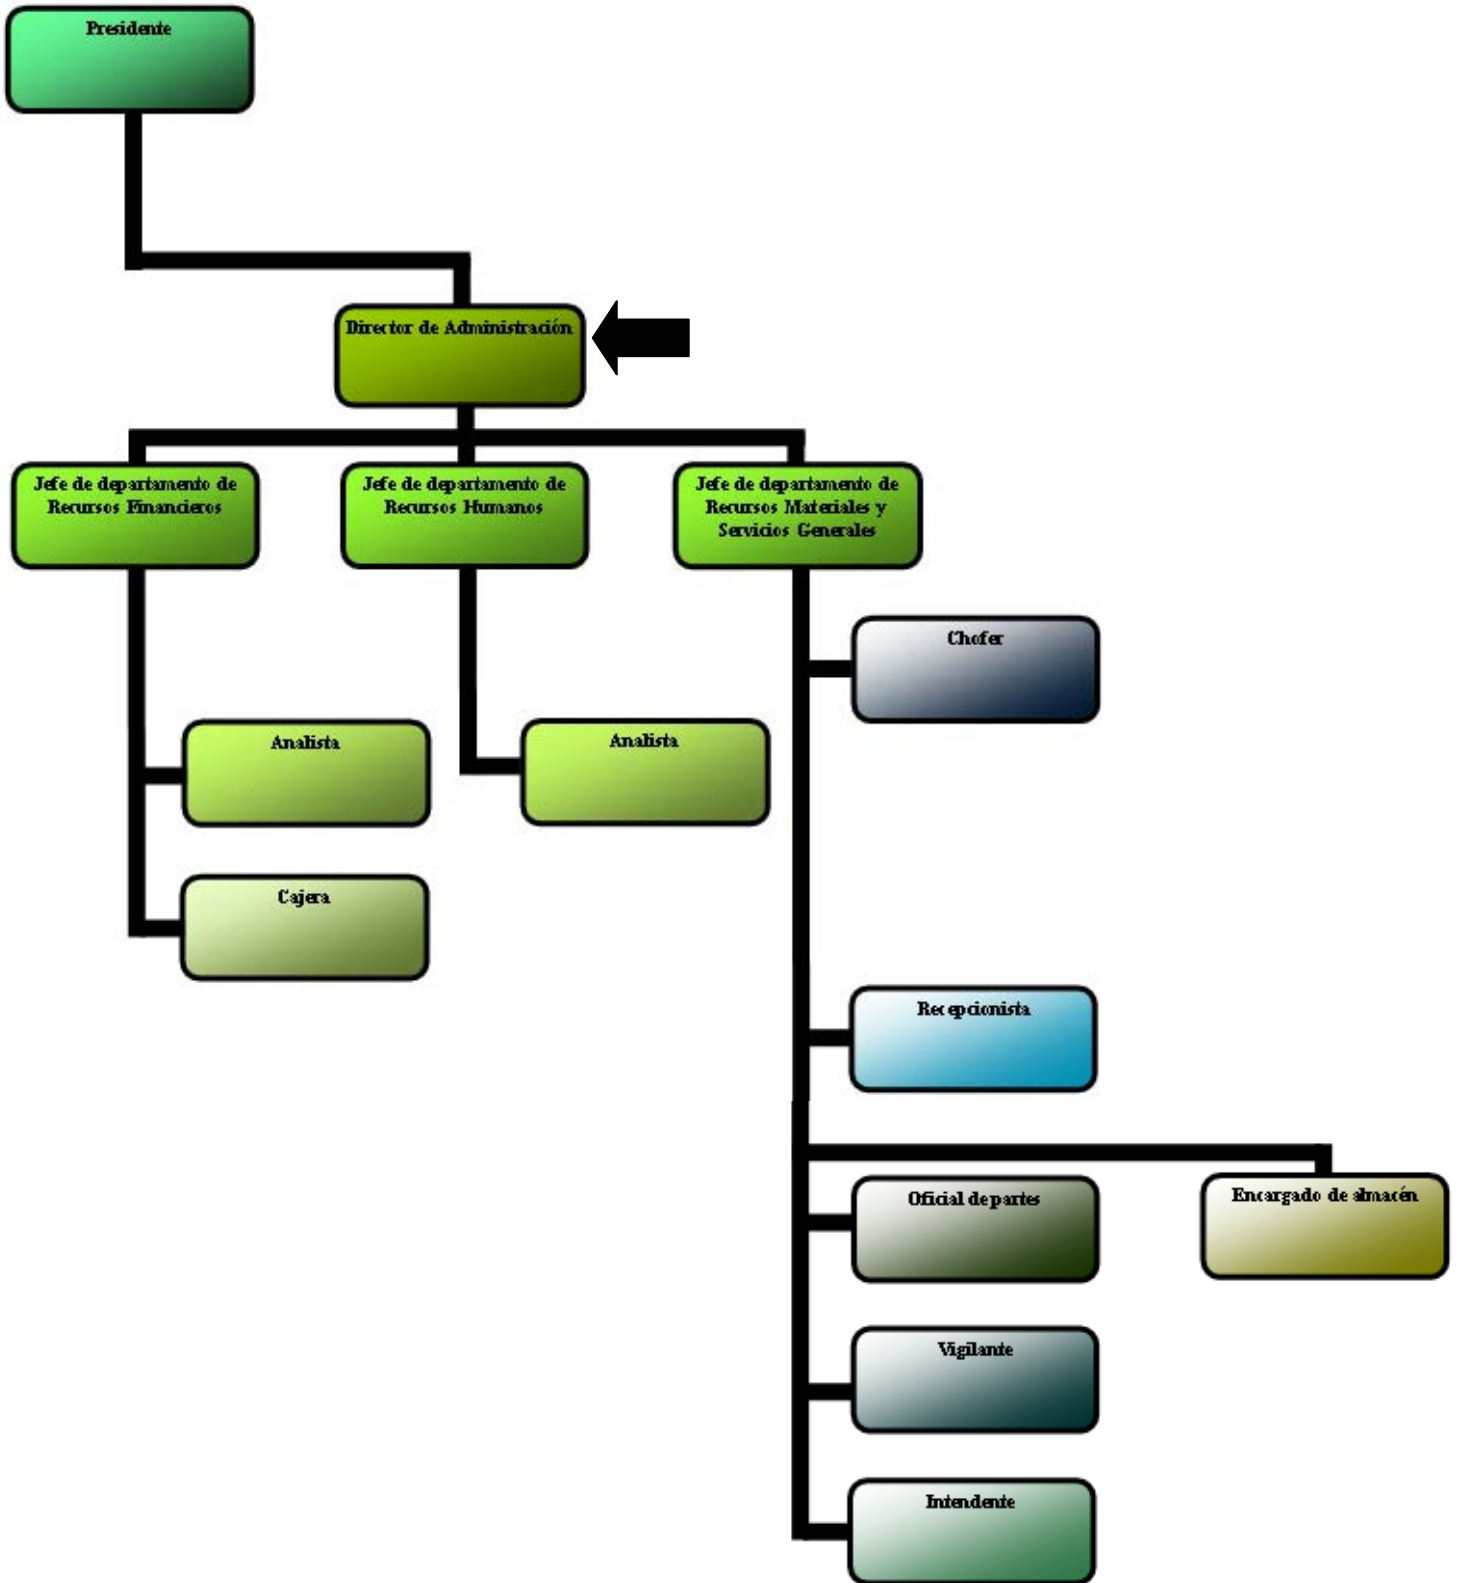 Presidente
Director de Administración
Jefe de departamento de
Recursos Financieros
Jefe de departamento de
Recursos Humanos
Jefe de departamento de
Recursos Materiales y
Servicios Generales
Chofer
Analista
Analista
Cajera
Recepcionista
Oficial de partes
Encargado de almacén
Vigilante
Intendente